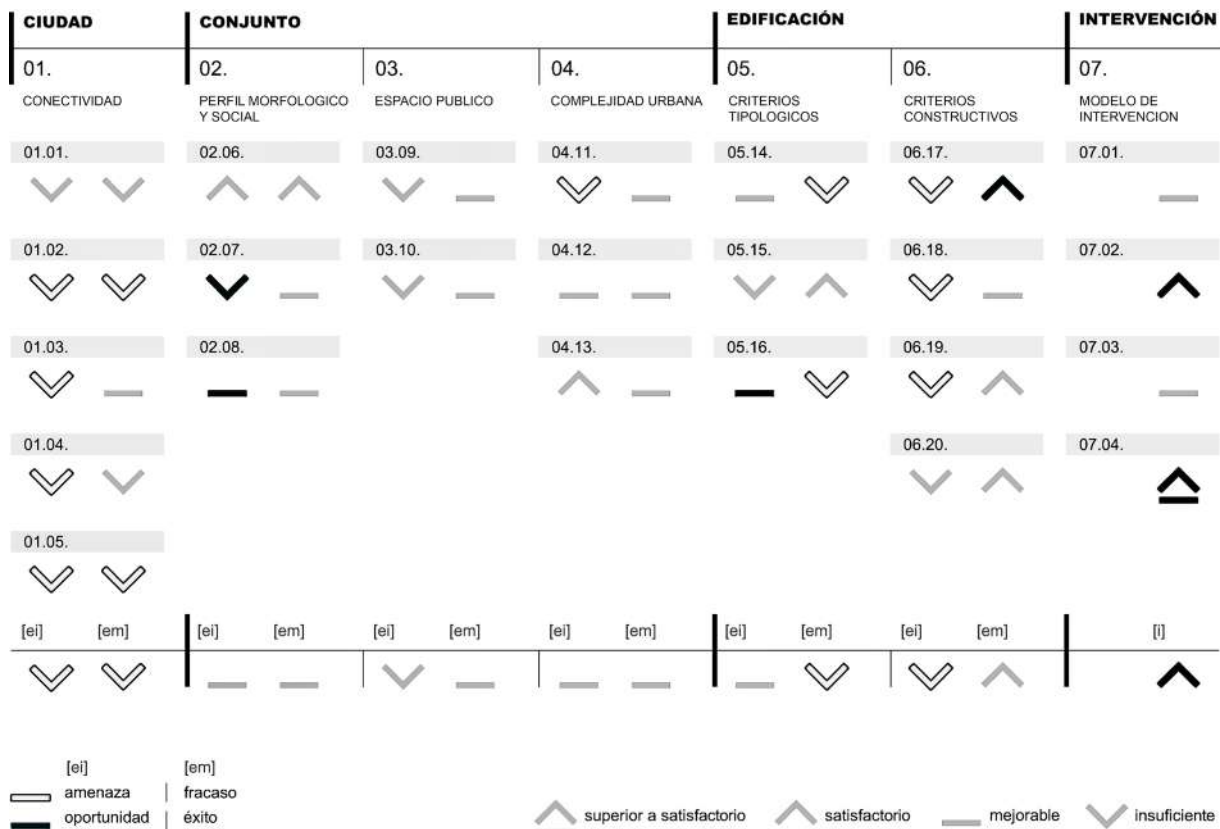 CIUDAD CONJUNTO EDIFICACIÓN INTERVENCIÓN
01. 02. 03. 04. 05. 06. 07.
CONECTIVIDAD PERFIL MORFOLOGICO ESPACIO PUBLICO COMPLEJIDAD URBANA CRITERIOS CRITERIOS MODELO DE
Y SOCIAL TIPOLOGICOS CONSTRUCTIVOS INTERVENCION
01.01. 02.06. 03.09. 04.11. 05.14. 06.17. 07.01.
01.02. 02.07. 03.10. 04.12. 05.15. 06.18. 07.02.
01.03. 02.08. 04.13. 05.16. 06.19. 07.03.
01.04. 06.20. 07.04.
01.05.
[ei] [em] [ei] [em] [ei] [em] [ei] [em] [ei] [em] [ei] [em] [i]
[ei] [em]
amenaza fracaso
oportunidad éxito superior a satisfactorio satisfactorio mejorable insuficiente